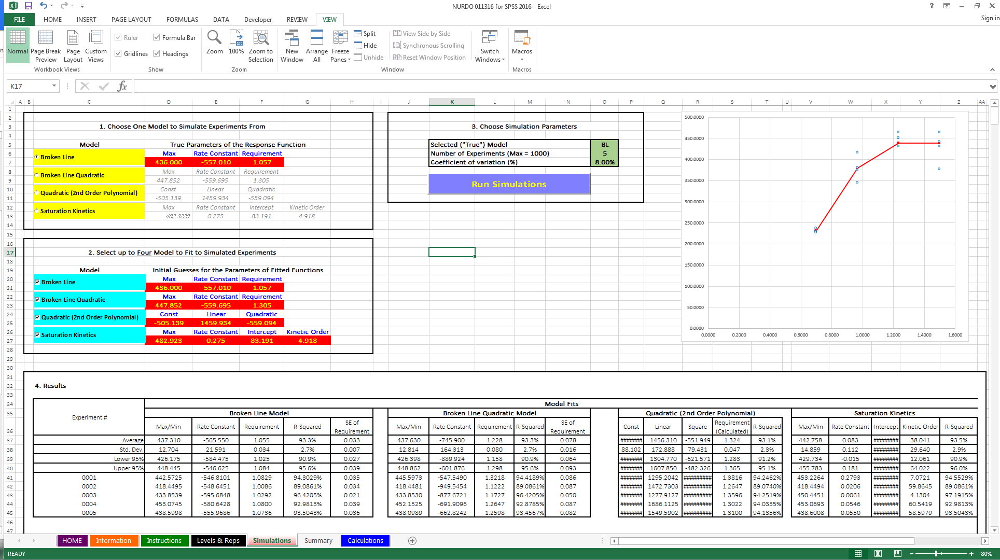 NURDO 011316 for SPSS 2016 - Excel
Sign in
FILE HOME INSERT PAGE LAYOUT FORMULAS DATA Developer REVIEW VIEW
Normal Page Break Preview Page Layout Custom Views
Workbook Views
Ruler Formula Bar
Gridlines Headings
Show
Zoom 100% Zoom to Selection
Zoom
New Window Arrange All Freeze Panes
Split
Hide
Unhide
View Side by Side
Synchronous Scrolling
Reset Window Position
Window
Switch Windows
Macros
Macros
K17
fx
A B C D E F G H I J K L M N O P Q R S T U V W X Y Z AA
1. Choose One Model to Simulate Experiments From
Model True Parameters of the Response Function
Broken Line
Max Rate Constant Requirement
436.000 -557.010 1.057
Broken Line Quadratic
Max Rate Constant Requirement
447.852 -559.695 1.305
Quadratic (2nd Order Polynomial)
Const Linear Quadratic
-505.139 1459.934 -559.094
Saturation Kinetics
Max Rate Constant Intercept Kinetic Order
482.9229 0.275 83.191 4.918
2. Select up to Four Model to Fit to Simulated Experiments
Model Initial Guesses for the Parameters of Fitted Functions
Broken Line
Max Rate Constant Requirement
436.000 -557.010 1.057
Broken Line Quadratic
Max Rate Constant Requirement
447.852 -559.695 1.305
Quadratic (2nd Order Polynomial)
Const Linear Quadratic
-505.139 1459.934 -559.094
Saturation Kinetics
Max Rate Constant Intercept Kinetic Order
482.923 0.275 83.191 4.918
3. Choose Simulation Parameters
Selected ("True") Model BL
Number of Experiments (Max = 1000) 5
Coefficient of variation (%) 8.00%
Run Simulations
500.0000
450.0000
400.0000
350.0000
300.0000
250.0000
200.0000
150.0000
100.0000
50.0000
0.0000
0.0000 0.2000 0.4000 0.6000 0.8000 1.0000 1.2000 1.4000 1.6000
4. Results
Model Fits
Experiment #
Broken Line Model Broken Line Quadratic Model Quadratic (2nd Order Polynomial) Saturation Kinetics
Max/Min Rate Constant Requirement R-Squared SE of Requirement Max/Min Rate Constant Requirement R-Squared SE of Requirement Const Linear Square Requirement (Calculated) R-Squared Max/Min Rate Constant Intercept Kinetic Order R-Squared
Average 437.310 -565.550 1.055 93.3% 0.033 437.630 -745.900 1.228 93.3% 0.078 ####### 1456.310 -551.949 1.324 93.1% 442.758 0.083 ######## 38.041 93.5%
Std. Dev. 12.704 21.591 0.034 2.7% 0.007 12.814 164.313 0.080 2.7% 0.016 88.102 172.888 79.431 0.047 2.3% 14.859 0.112 ######## 29.640 2.9%
Lower 95% 426.175 -584.475 1.025 90.9% 0.027 426.398 -889.924 1.158 90.9% 0.064 ####### 1304.770 -621.571 1.283 91.2% 429.734 -0.015 ######## 12.061 90.9%
Upper 95% 448.445 -546.625 1.084 95.6% 0.039 448.862 -601.876 1.298 95.6% 0.093 ####### 1607.850 -482.326 1.365 95.1% 455.783 0.181 ######## 64.022 96.0%
0001 442.5725 -546.8101 1.0829 94.3029% 0.035 445.5973 -547.5490 1.3218 94.4189% 0.086 ####### 1295.2042 ######### 1.3816 94.2462% 453.2264 0.2793 ######## 7.0721 94.5529%
0002 418.4495 -548.6451 1.0086 89.0861% 0.034 418.4481 -949.5454 1.1222 89.0861% 0.087 ####### 1472.7303 ######### 1.2647 89.0740% 418.4494 0.0206 ######## 59.8645 89.0861%
0003 433.8539 -595.6848 1.0292 96.4205% 0.021 433.8530 -877.6721 1.1727 96.4205% 0.050 ####### 1277.9127 ######### 1.3596 94.2519% 450.4451 0.0061 ######## 4.1304 97.1915%
0004 453.0745 -580.6428 1.0800 92.9813% 0.039 452.1525 -691.9096 1.2647 92.8785% 0.087 ####### 1686.1125 ######### 1.3022 94.0335% 453.0693 0.0546 ######## 60.5419 92.9813%
0005 438.5998 -555.9686 1.0736 93.5043% 0.036 438.0989 -662.8242 1.2598 93.4567% 0.082 ####### 1549.5902 ######### 1.3100 94.1356% 438.6008 0.0550 ######## 58.5979 93.5043%
HOME Information Instructions Levels & Reps Simulations Summary Calculations
READY
80%